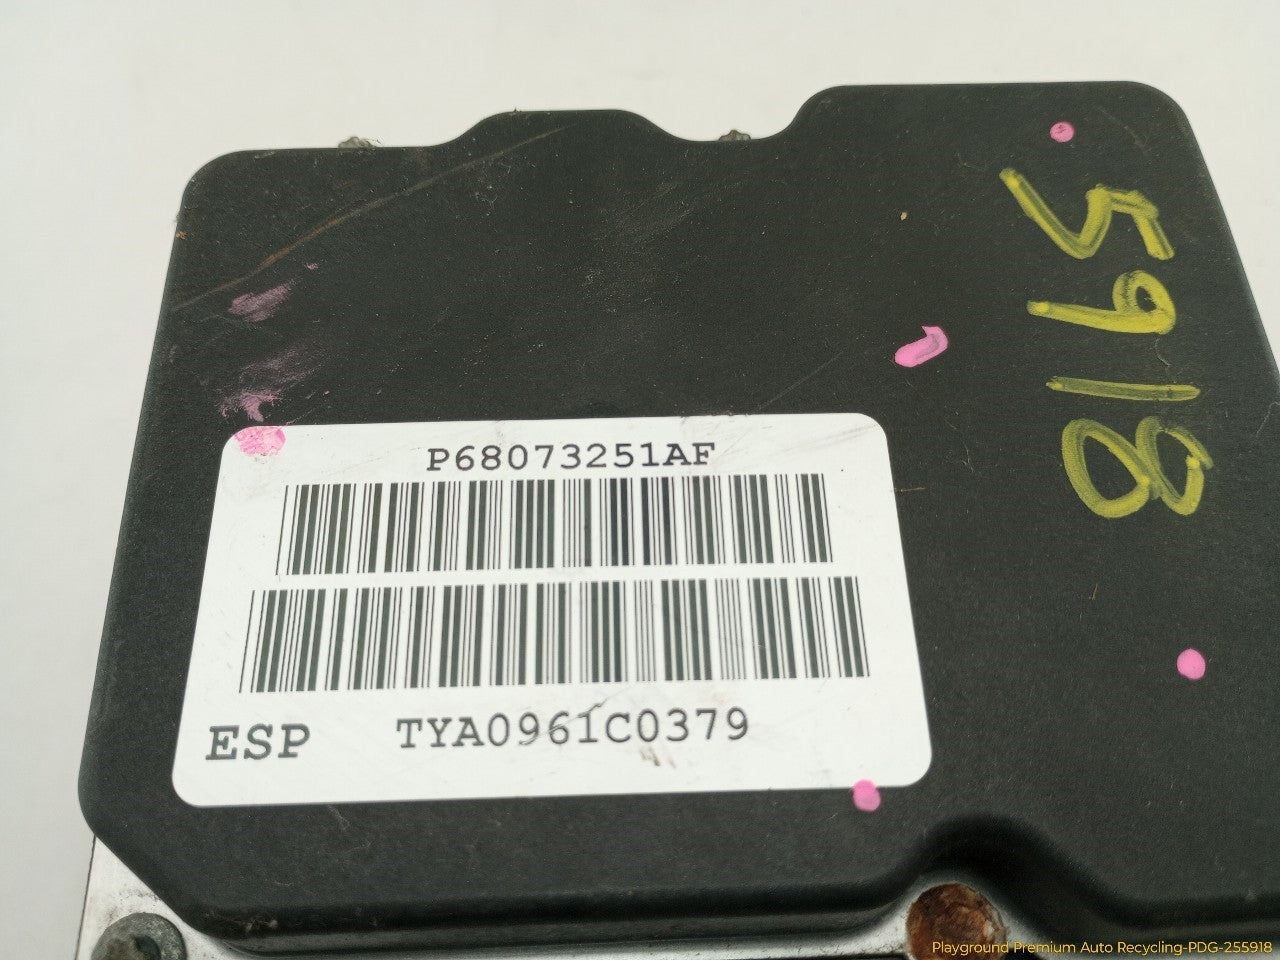 5918
P68073251AF
ESP TYA0961C0379
Playground Premium Auto Recycling-PDG-255918